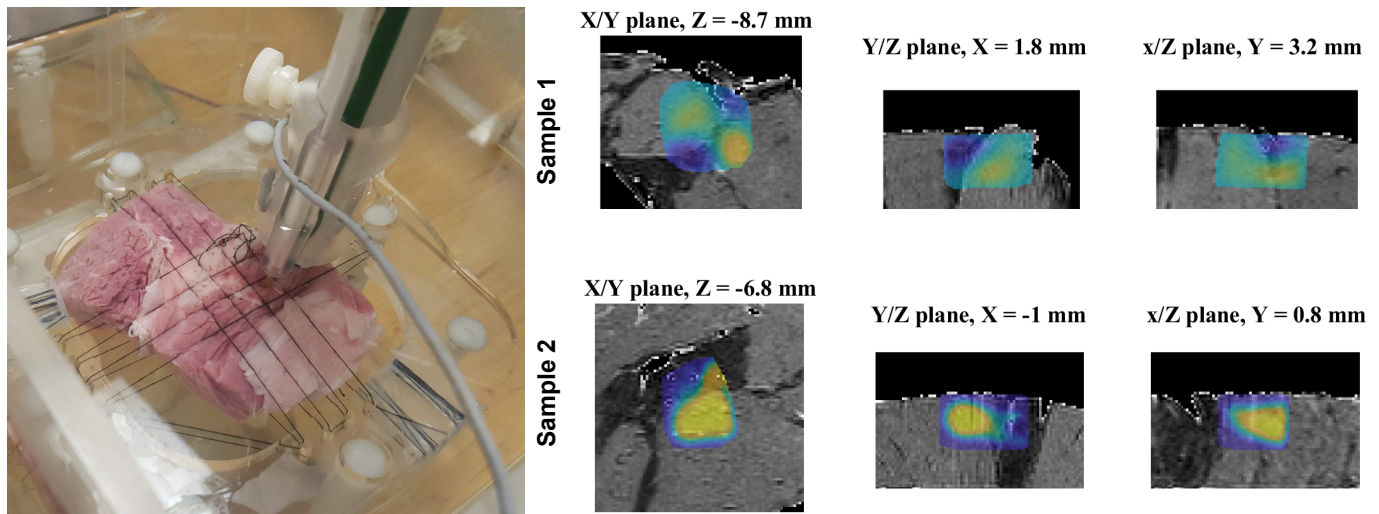 X/Y plane, Z = -8.7 mm
Y/Z plane, X = 1.8 mm
x/Z plane, Y = 3.2 mm
Sample 1
X/Y plane, Z = -6.8 mm
Y/Z plane, X = -1 mm
x/Z plane, Y = 0.8 mm
Sample 2